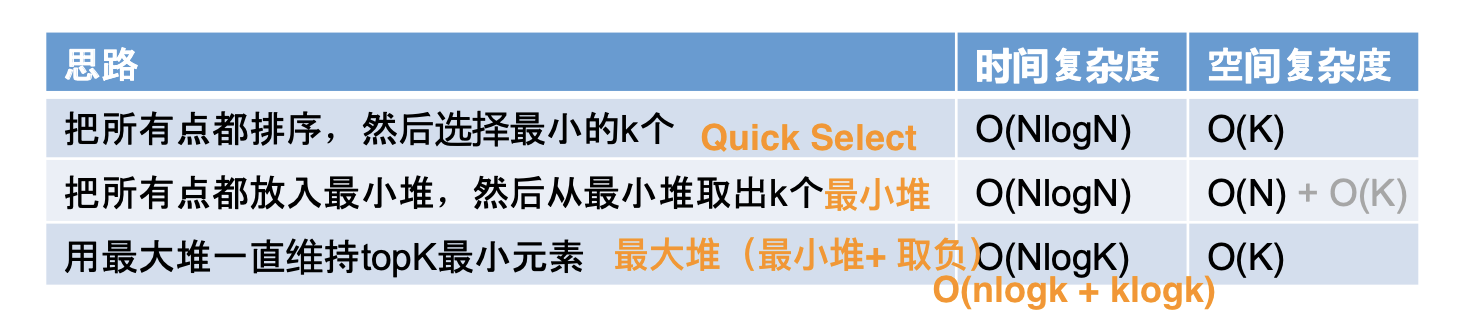 思路 时间复杂度 空间复杂度
把所有点都排序，然后选择最小的k个 Quick Select O(NlogN) O(K)
把所有点都放入最小堆，然后从最小堆取出k个 最小堆 O(NlogN) O(N) + O(K)
用最大堆一直维持topK最小元素 最大堆（最小堆+ 取负） O(NlogK) O(K)
O(nlogk + klogk)